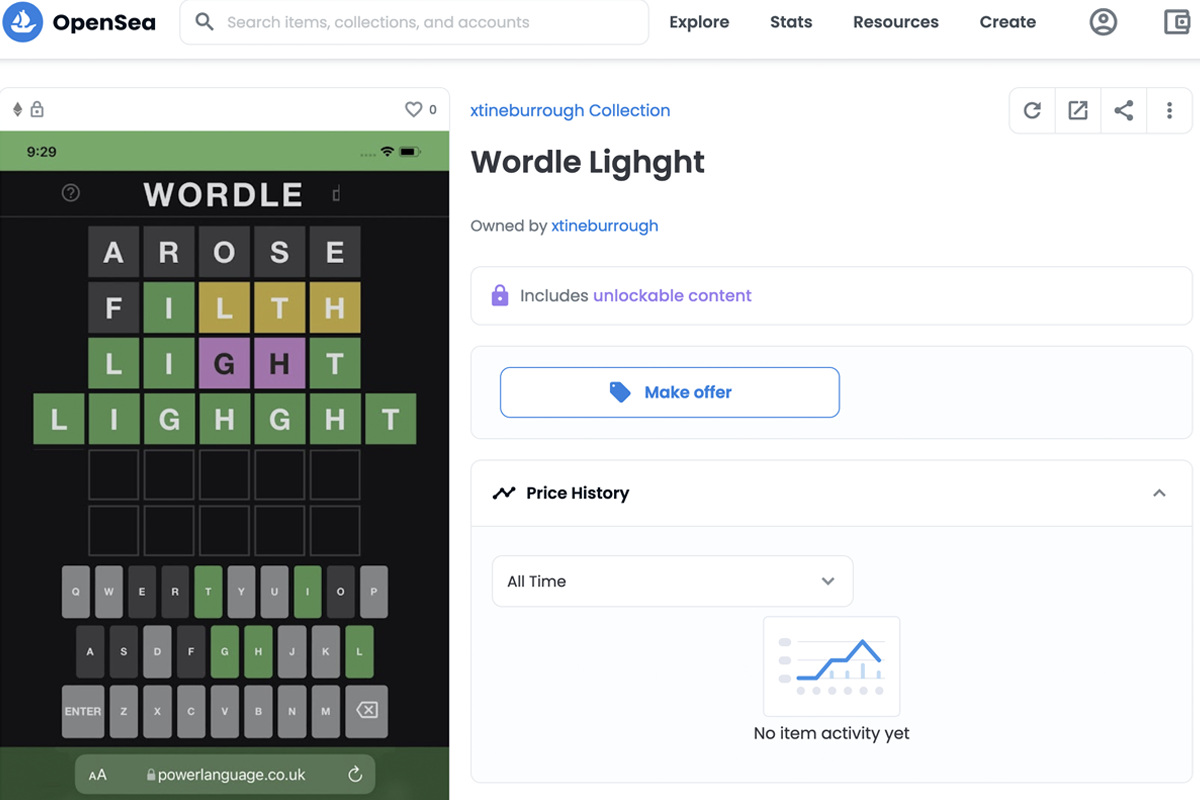 OpenSea
Search items, collections, and accounts
Explore
Stats
Resources
Create
0
9:29
WORDLE
A R O S E
F I L T H
L I G H T
L I G H G H T
Q W E R T Y U I O P
A S D F G H J K L
ENTER Z X C V B N M
AA powerlanguage.co.uk
xtineburrough Collection
Wordle Lighght
Owned by xtineburrough
Includes unlockable content
Make offer
Price History
All Time
No item activity yet